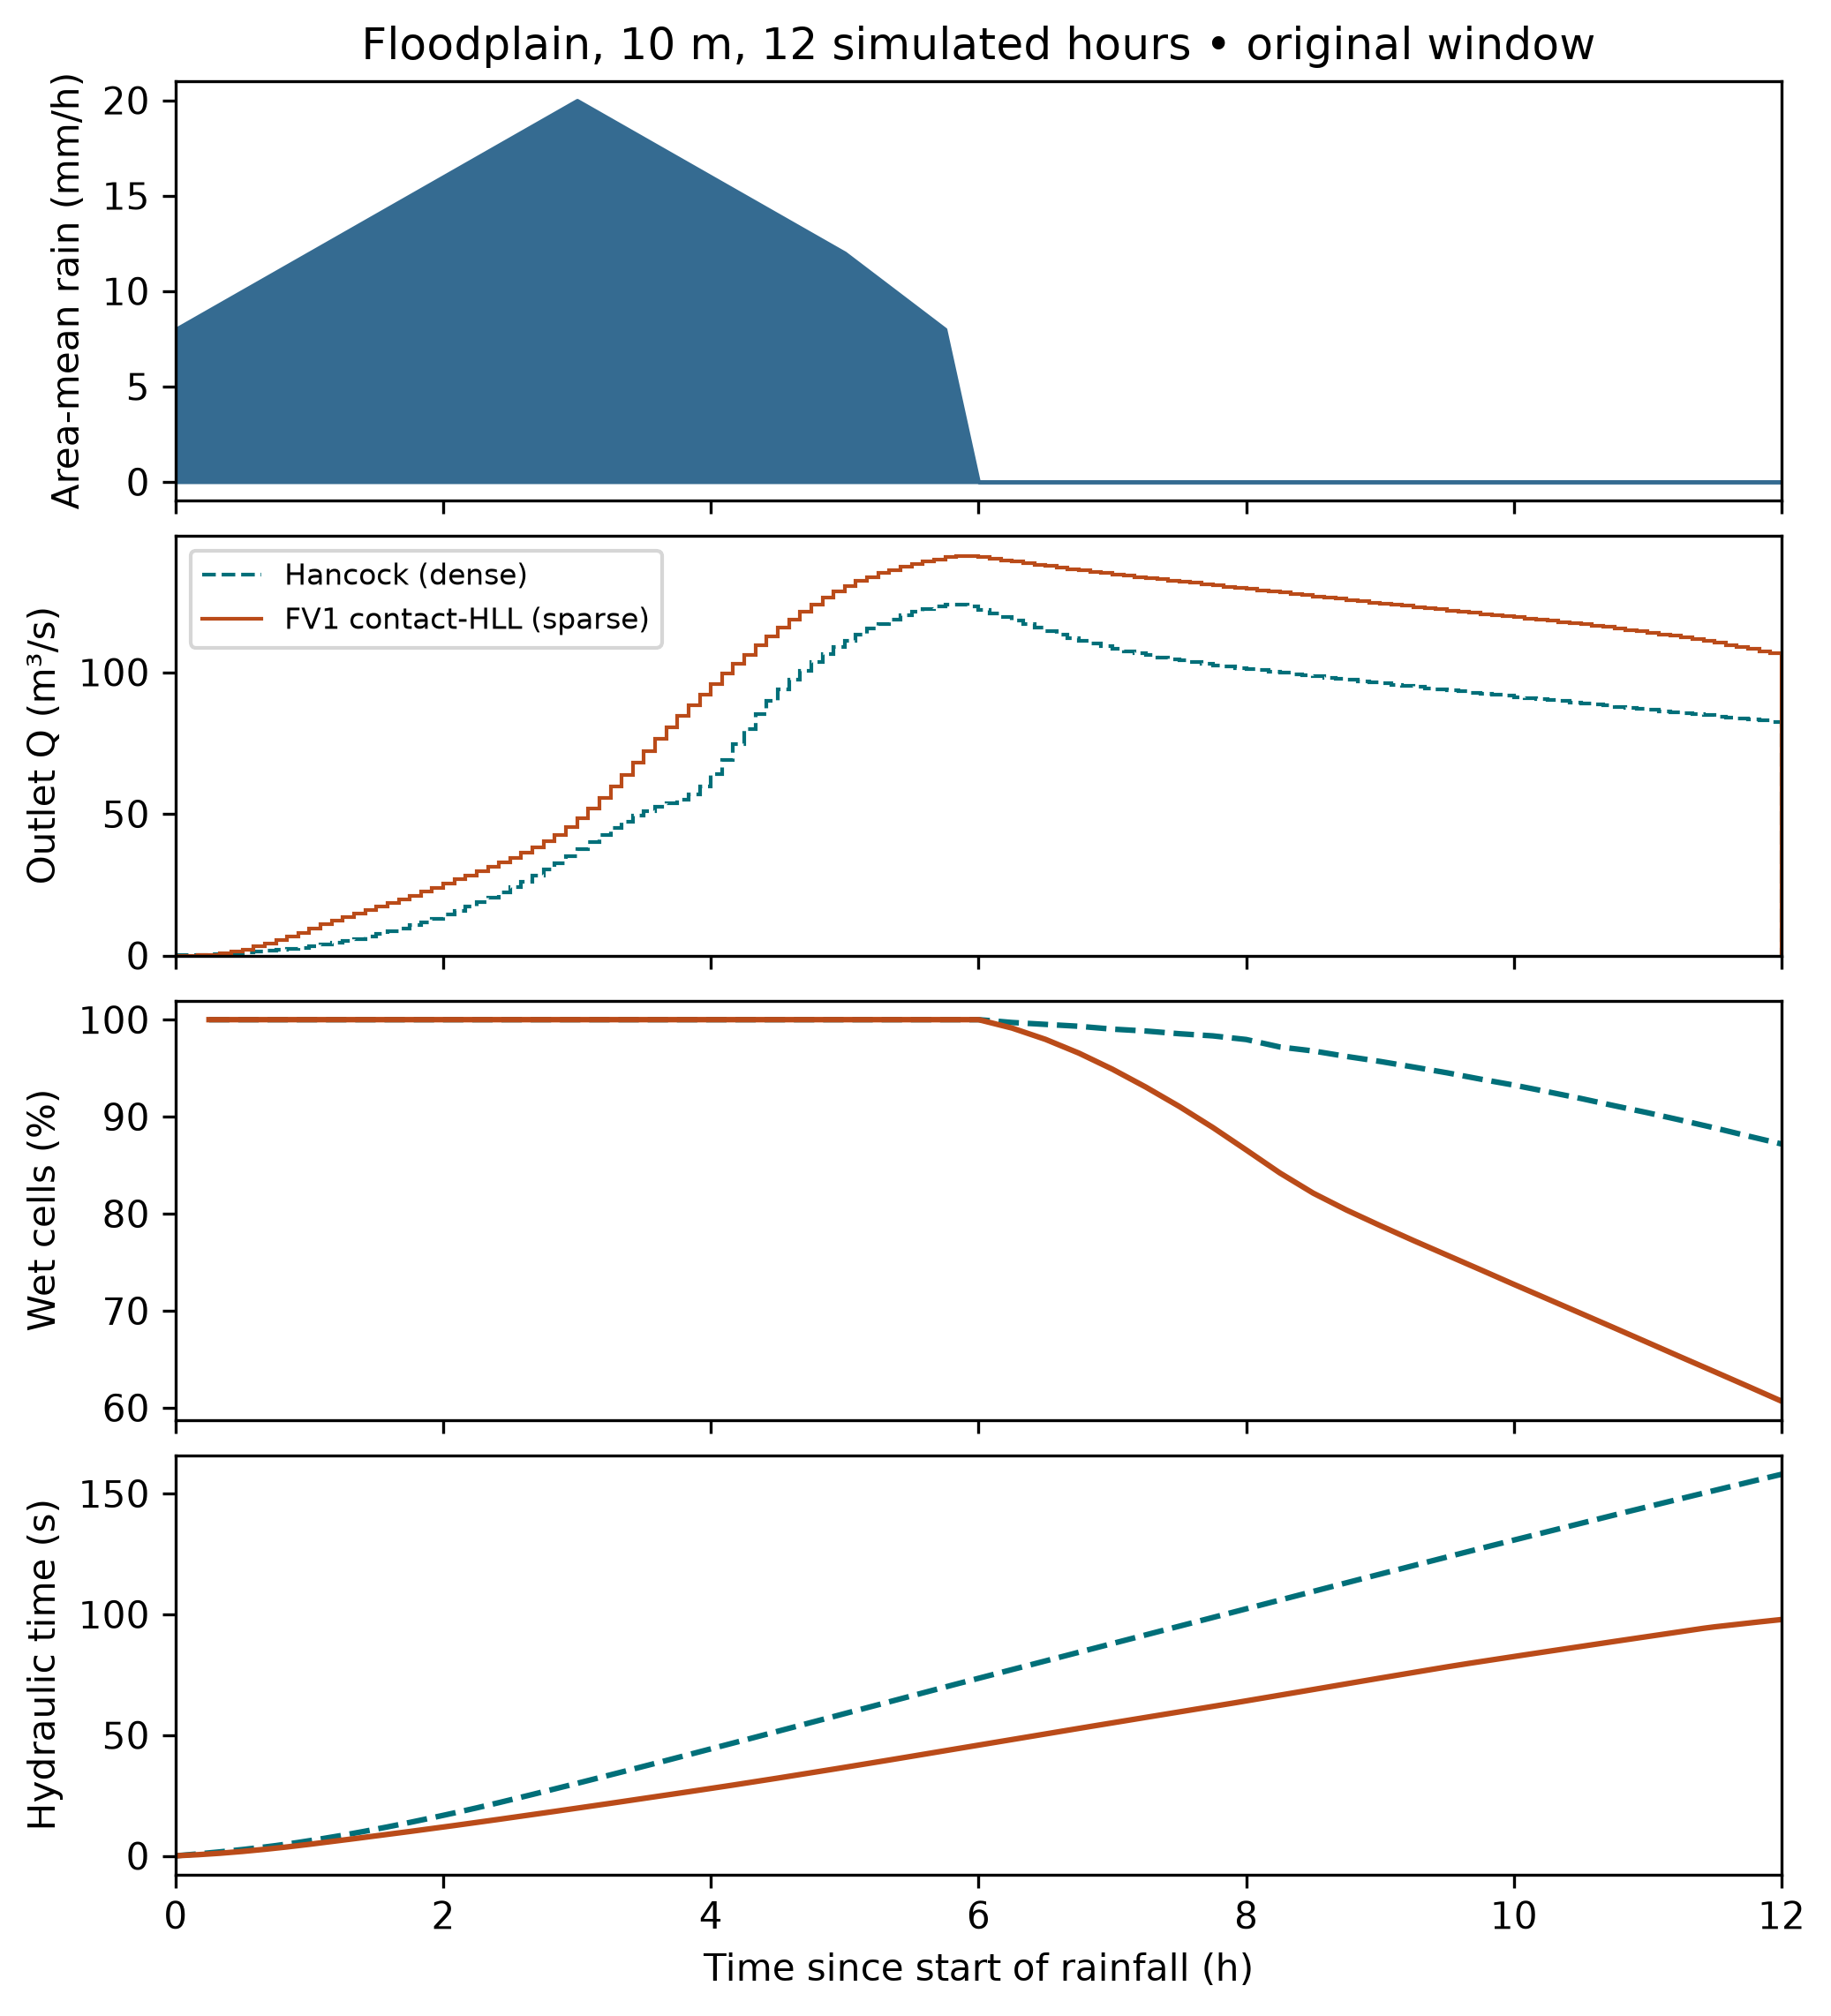 Floodplain, 10 m, 12 simulated hours • original window
Area-mean rain (mm/h)
20
15
10
5
0
Outlet Q (m³/s)
100
50
0
Hancock (dense)
FV1 contact-HLL (sparse)
Wet cells (%)
100
90
80
70
60
Hydraulic time (s)
150
100
50
0
0 2 4 6 8 10 12
Time since start of rainfall (h)